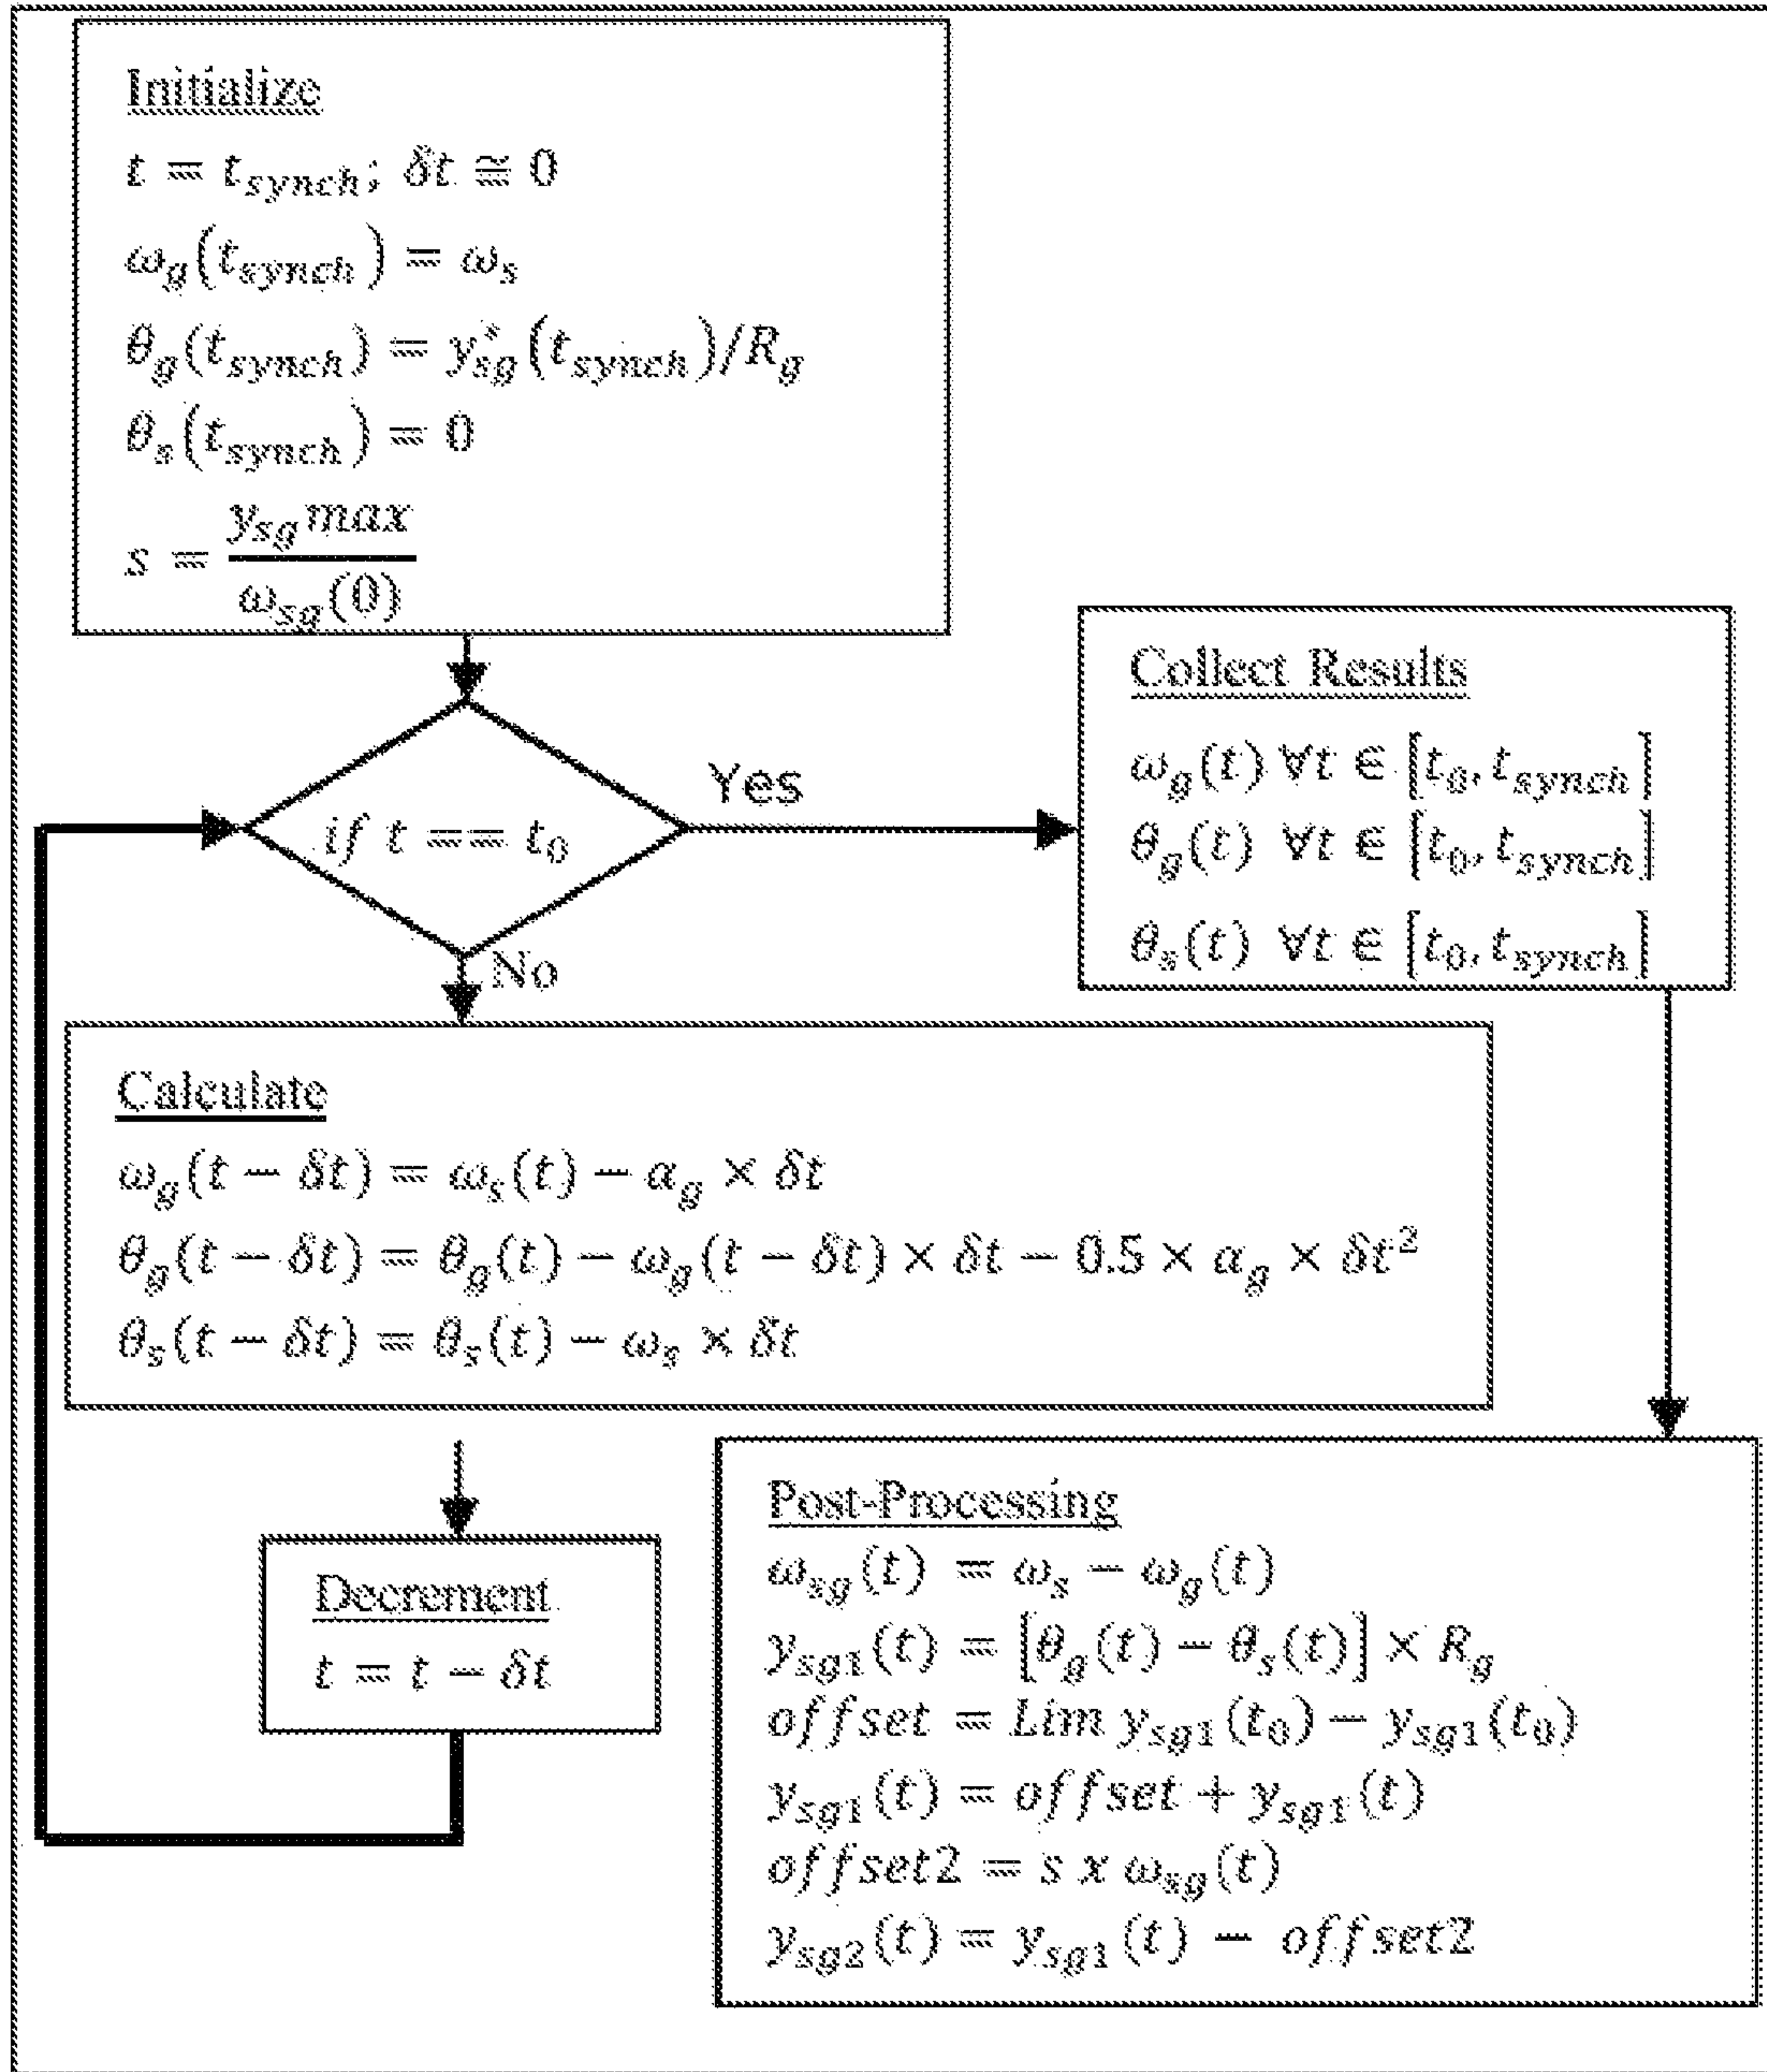 Initialize
t = t_synch; δt ≅ 0
ω_g(t_synch) = ω_s
θ_g(t_synch) = y*_sg(t_synch)/R_g
θ_s(t_synch) = 0
s = y_sg max / ω_sg(0)
if t == t_0
Yes
No
Collect Results
ω_g(t) ∀t ∈ [t_0, t_synch]
θ_g(t) ∀t ∈ [t_0, t_synch]
θ_s(t) ∀t ∈ [t_0, t_synch]
Calculate
ω_g(t − δt) = ω_s(t) − α_g × δt
θ_g(t − δt) = θ_g(t) − ω_g(t − δt) × δt − 0.5 × α_g × δt²
θ_s(t − δt) = θ_s(t) − ω_s × δt
Decrement
t = t − δt
Post-Processing
ω_sg(t) = ω_s − ω_g(t)
y_sg1(t) = [θ_g(t) − θ_s(t)] × R_g
offset = Lim y_sg1(t_0) − y_sg1(t_0)
y_sg1(t) = offset + y_sg1(t)
offset2 = s x ω_sg(t)
y_sg2(t) = y_sg1(t) − offset2